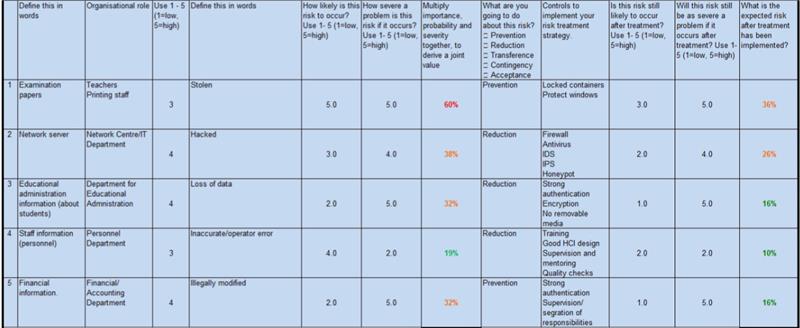 Define this in
words
Organisational role
Use 1 - 5
(1=low,
5=high)
Define this in words
How likely is this
risk to occur?
Use 1- 5 (1=low,
5=high)
How severe a
problem is this
risk if it occurs?
Use 1- 5 (1=low,
5=high)
Multiply
importance,
probability and
severity
together, to
derive a joint
value
What are you
going to do
about this risk?
Prevention
Reduction
Transference
Contingency
Acceptance
Controls to
implement your
risk treatment
strategy.
Is this risk still
likely to occur
after treatment?
Use 1- 5 (1=low,
5=high)
Will this risk still
be as severe a
problem if it
occurs after
treatment? Use 1-
5 (1=low, 5=high)
What is the
expected risk
after treatment
has been
implemented?
1
Examination
papers
Teachers
Printing staff
3
Stolen
5.0
5.0
60%
Prevention
Locked containers
Protect windows
3.0
5.0
36%
2
Network server
Network Centre/IT
Department
4
Hacked
3.0
4.0
38%
Reduction
Firewall
Antivirus
IDS
IPS
Honeypot
2.0
4.0
26%
3
Educational
administration
information (about
students)
Department for
Educational
Administration
4
Loss of data
2.0
5.0
32%
Reduction
Strong
authentication
Encryption
No removable
media
1.0
5.0
16%
4
Staff information
(personnel)
Personnel
Department
3
Inaccurate/operator error
4.0
2.0
19%
Reduction
Training
Good HCI design
Supervision and
mentoring
Quality checks
2.0
2.0
10%
5
Financial
information.
Financial/
Accounting
Department
4
Illegally modified
2.0
5.0
32%
Prevention
Strong
authentication
Supervision/
segration of
responsibilities
1.0
5.0
16%